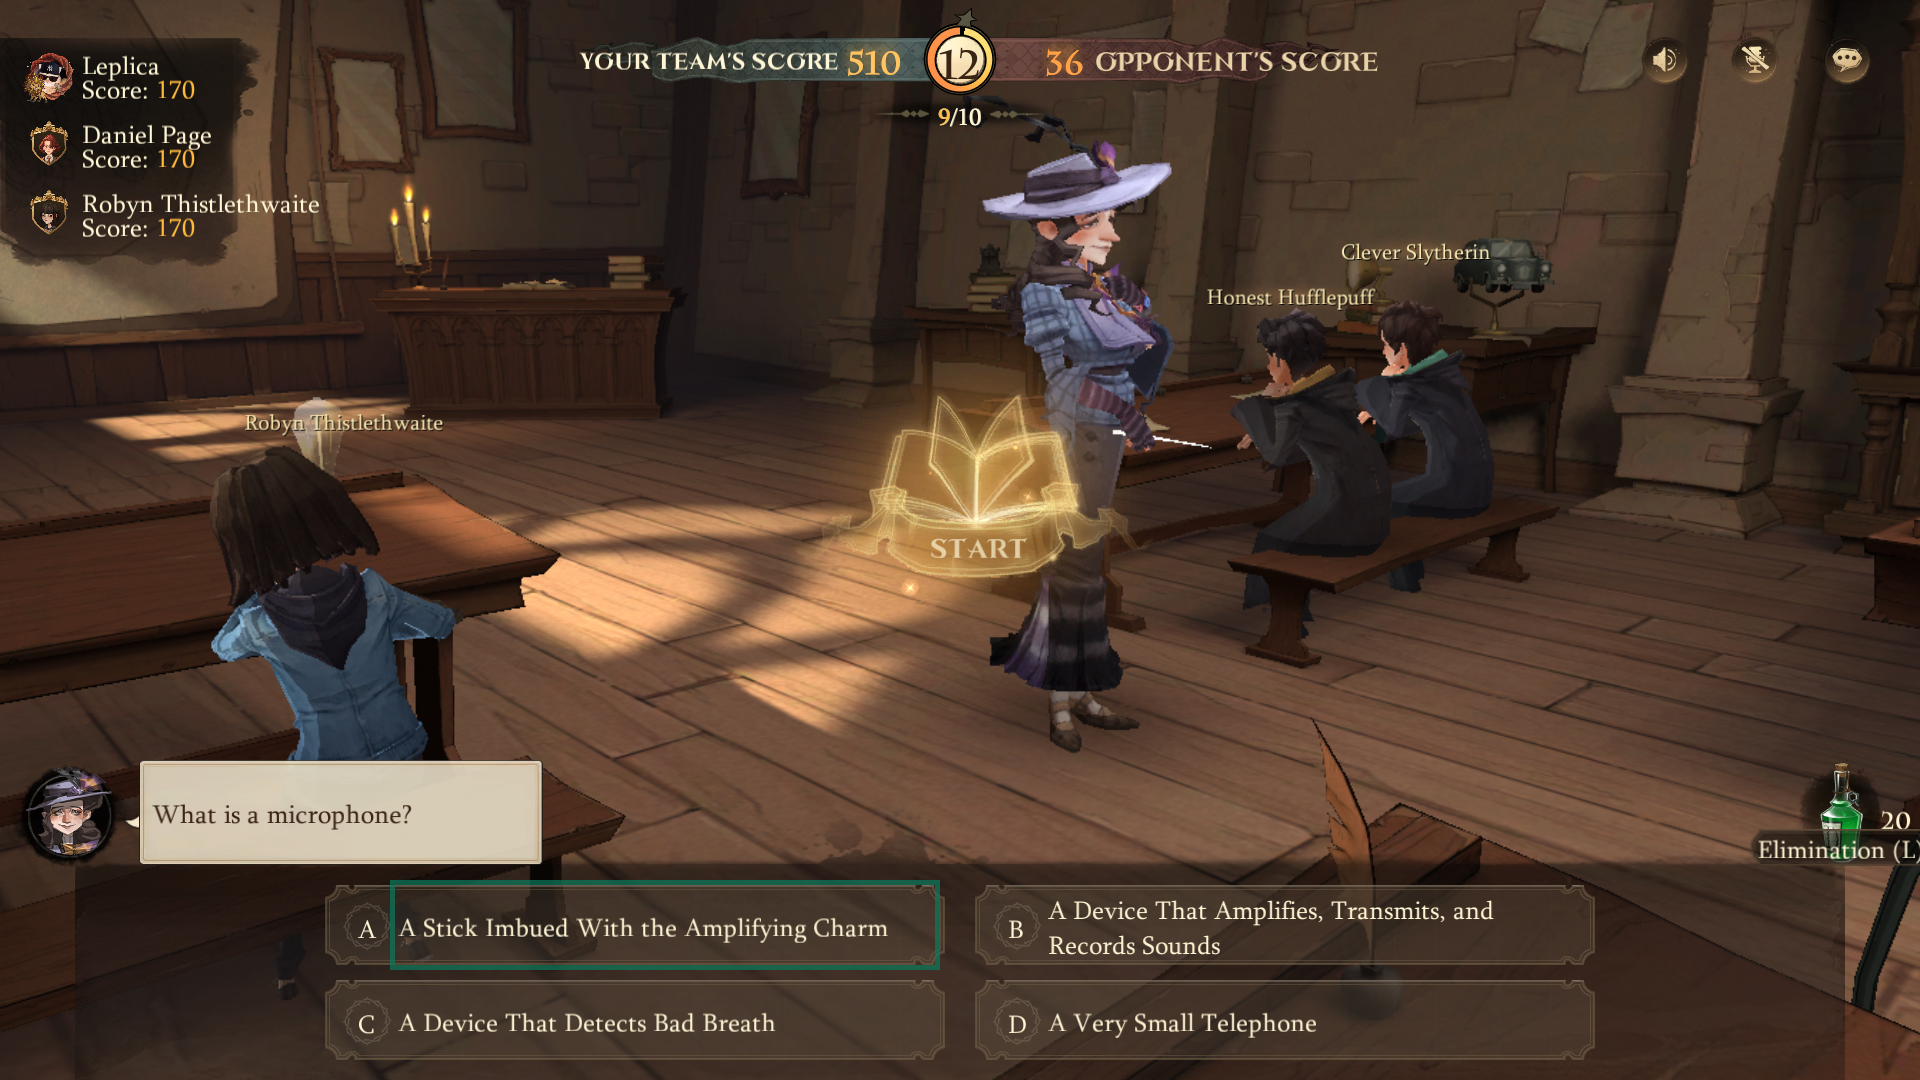 Leplica
Score: 170
Daniel Page
Score: 170
Robyn Thistlethwaite
Score: 170
YOUR TEAM'S SCORE 510
12
36 OPPONENT'S SCORE
9/10
Clever Slytherin
Honest Hufflepuff
Robyn Thistlethwaite
START
What is a microphone?
20
Elimination (L)
A A Stick Imbued With the Amplifying Charm
B A Device That Amplifies, Transmits, and
Records Sounds
C A Device That Detects Bad Breath
D A Very Small Telephone